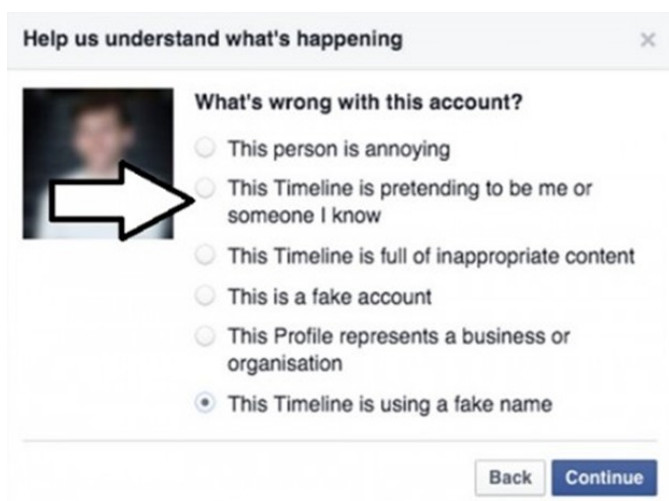 Help us understand what's happening
What's wrong with this account?
This person is annoying
This Timeline is pretending to be me or
someone I know
This Timeline is full of inappropriate content
This is a fake account
This Profile represents a business or
organisation
This Timeline is using a fake name
Back Continue